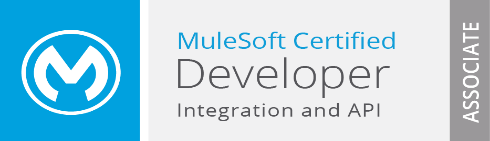 MuleSoft Certified
Developer
Integration and API
ASSOCIATE